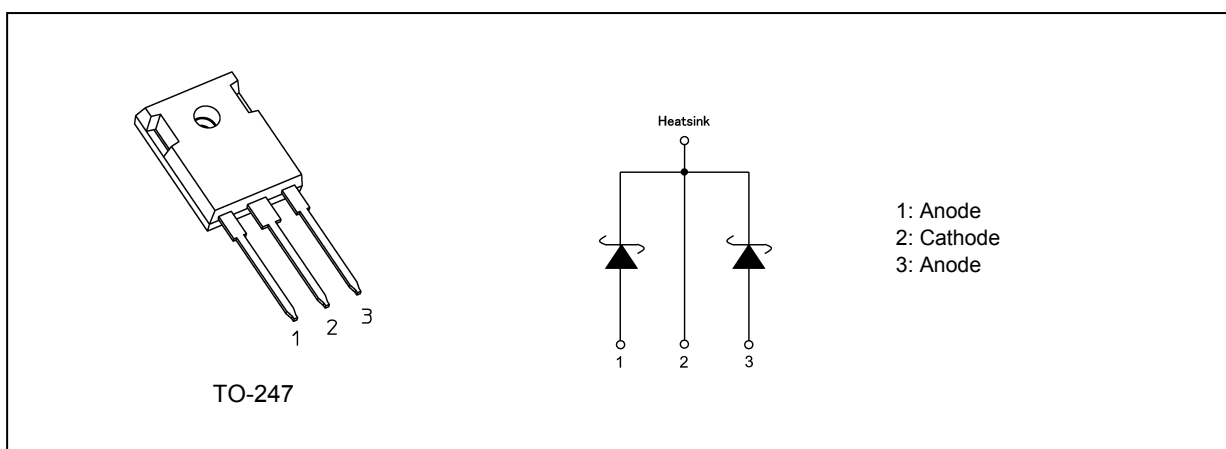 Heatsink
1: Anode
2: Cathode
3: Anode
1 2 3
1 2 3
TO-247